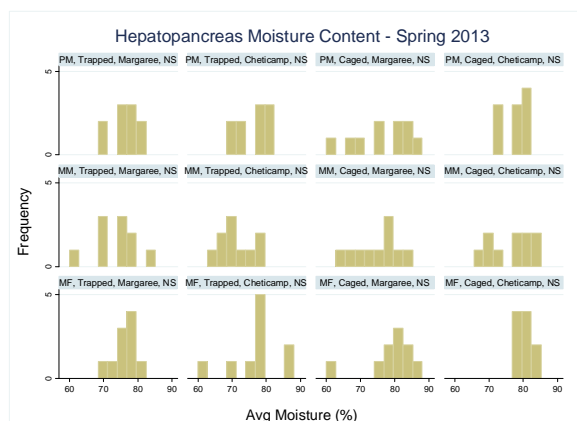 Hepatopancreas Moisture Content - Spring 2013
PM, Trapped, Margaree, NS PM, Trapped, Cheticamp, NS PM, Caged, Margaree, NS PM, Caged, Cheticamp, NS
5
0
MM, Trapped, Margaree, NS MM, Trapped, Cheticamp, NS MM, Caged, Margaree, NS MM, Caged, Cheticamp, NS
5
0
Frequency
MF, Trapped, Margaree, NS MF, Trapped, Cheticamp, NS MF, Caged, Margaree, NS MF, Caged, Cheticamp, NS
5
0
60 70 80 90 60 70 80 90 60 70 80 90 60 70 80 90
Avg Moisture (%)